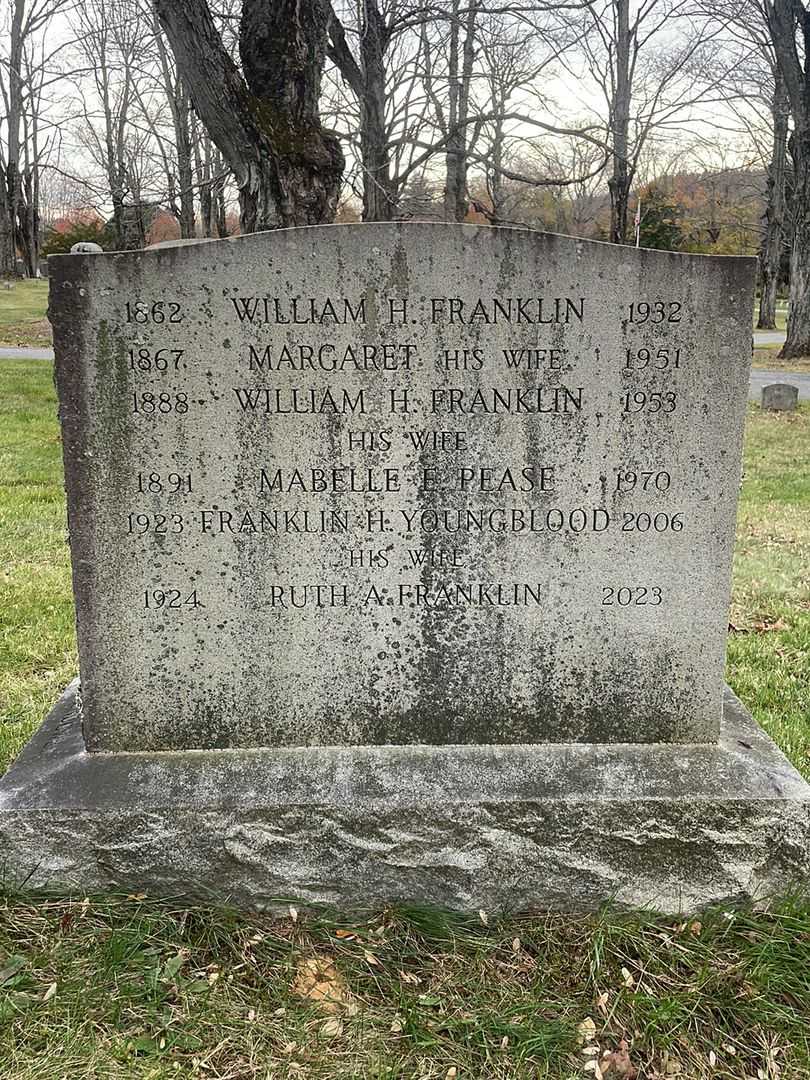 1862 WILLIAM H. FRANKLIN 1932
1867 MARGARET HIS WIFE 1951
1888 WILLIAM H. FRANKLIN 1953
HIS WIFE
1891 MABELLE E. PEASE 1970
1923 FRANKLIN H. YOUNGBLOOD 2006
HIS WIFE
1924 RUTH A. FRANKLIN 2023